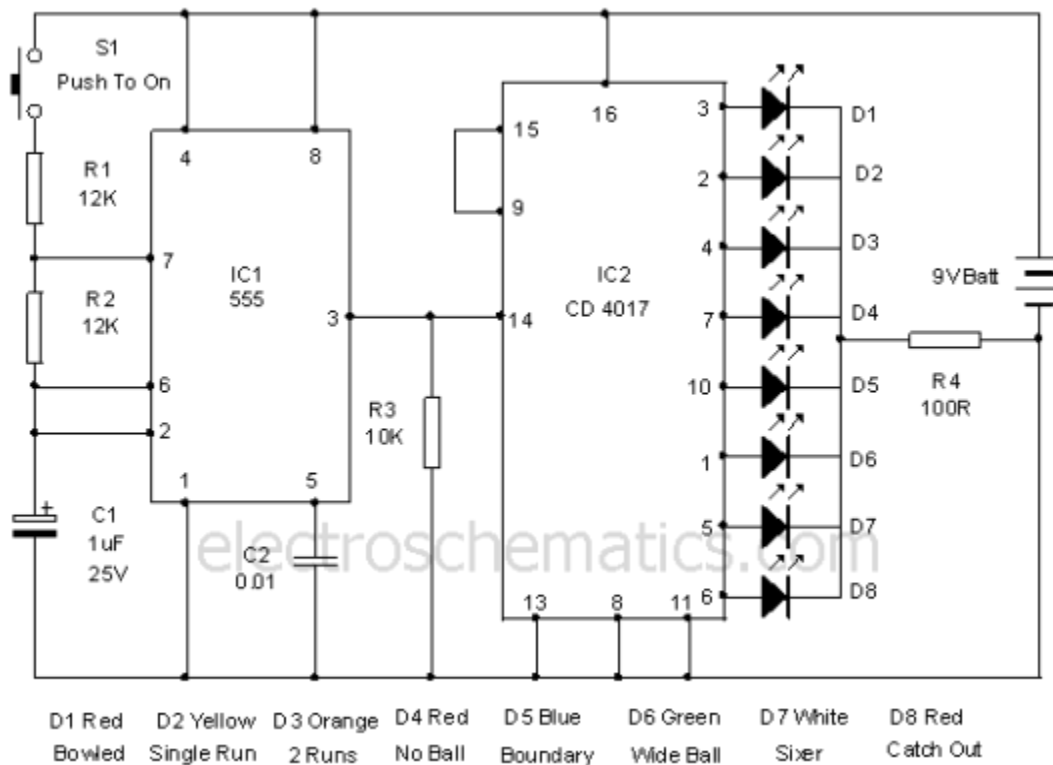 S1
Push To On
R1
12K
R2
12K
C1
1uF
25V
4
8
7
IC1
555
3
6
2
1
5
C2
0.01
R3
10K
15
9
14
16
IC2
CD 4017
3
2
4
7
10
1
5
6
13
8
11
D1
D2
D3
D4
D5
D6
D7
D8
9V Batt
R4
100R
+
electroschematics.com
D1 Red
Bowled
D2 Yellow
Single Run
D3 Orange
2 Runs
D4 Red
No Ball
D5 Blue
Boundary
D6 Green
Wide Ball
D7 White
Sixer
D8 Red
Catch Out